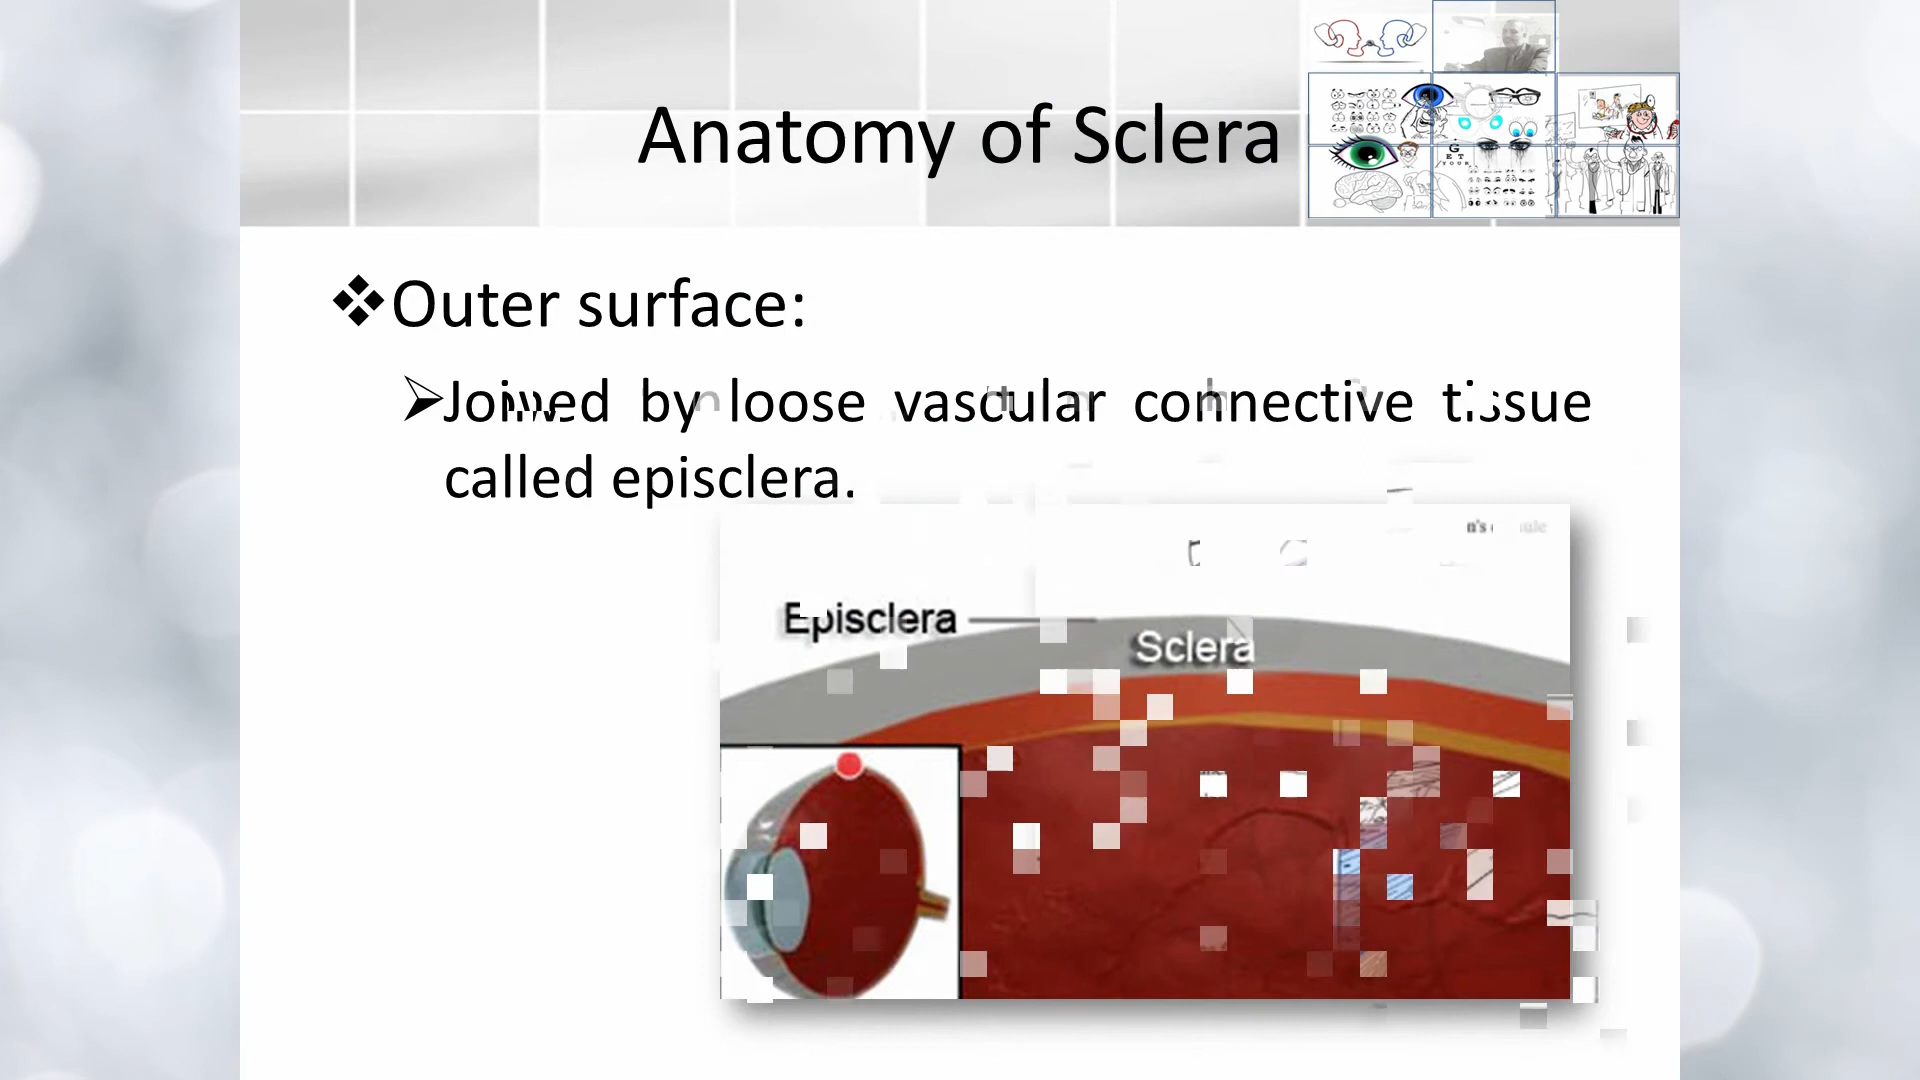 Anatomy of Sclera
❖Outer surface:
➢Joined by loose vascular connective tissue
called episclera.
Episclera
Sclera